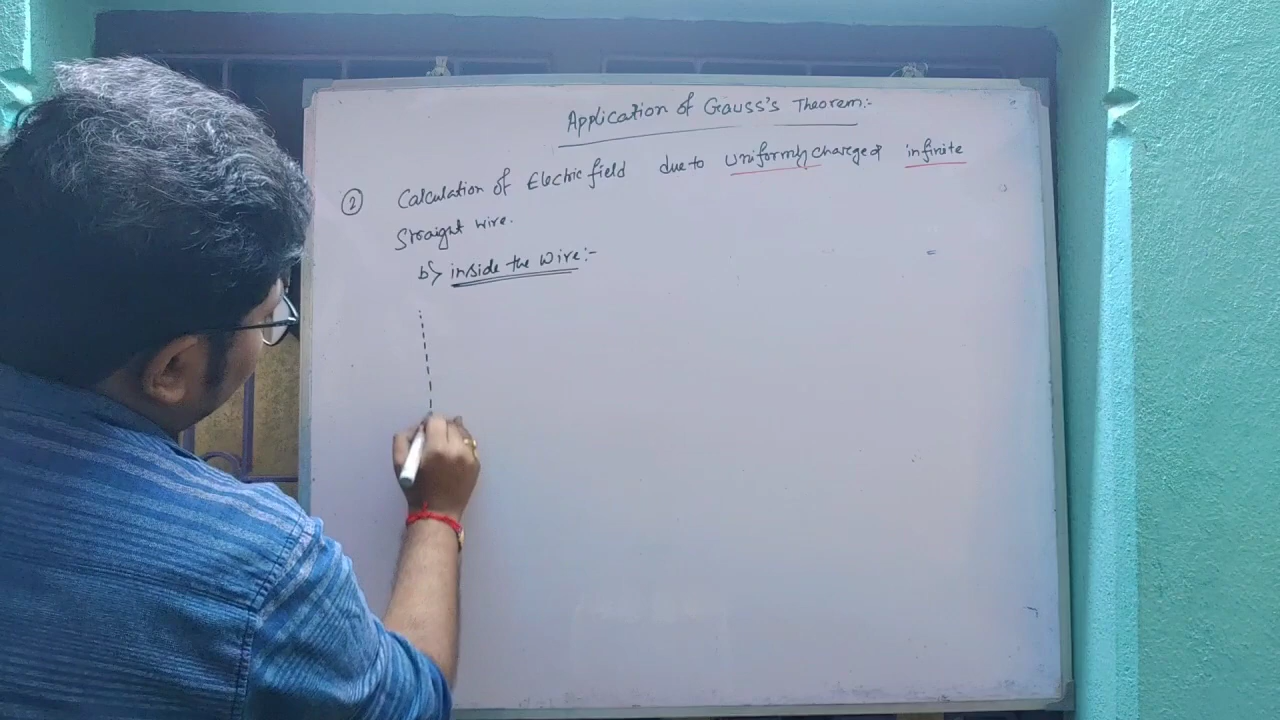 Application of Gauss's Theorem:-
② Calculation of Electric field due to uniformly charged infinite
Straight wire.
b> inside the wire:-